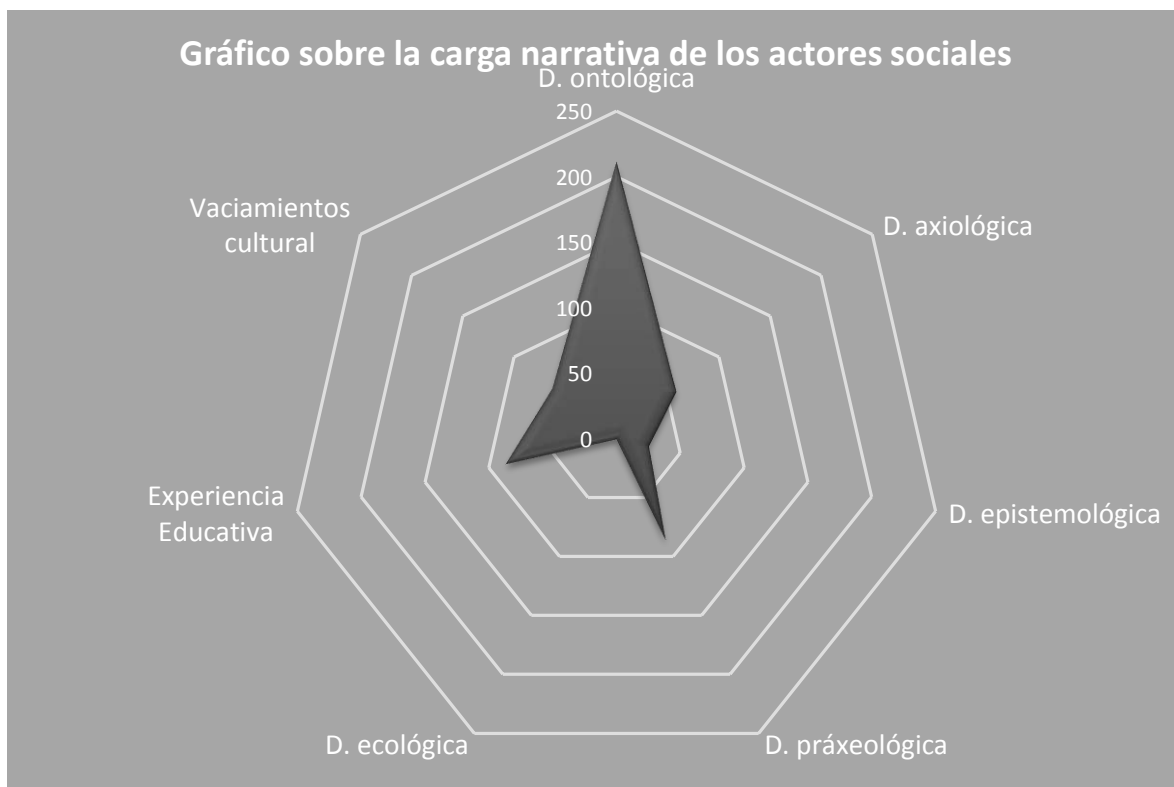 Gráfico sobre la carga narrativa de los actores sociales
D. ontológica
250
200
150
100
50
0
D. axiológica
D. epistemológica
D. práxeológica
D. ecológica
Experiencia
Educativa
Vaciamientos
cultural